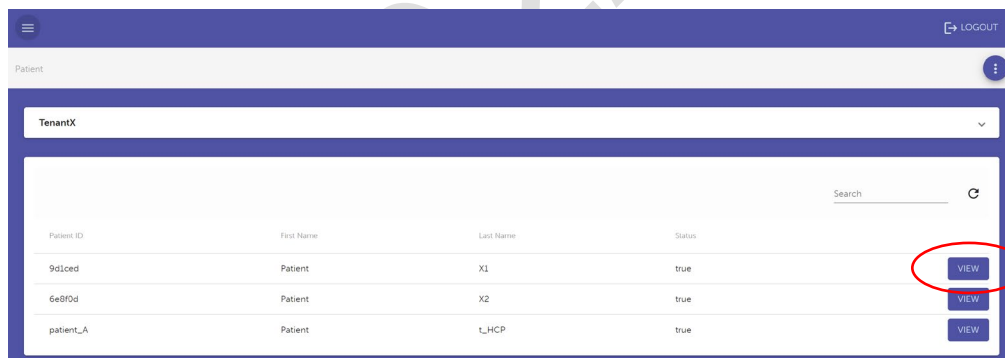 LOGOUT
Patient
TenantX
Search
Patient ID First Name Last Name Status
9d1ced Patient X1 true VIEW
6e8f0d Patient X2 true VIEW
patient_A Patient t_HCP true VIEW